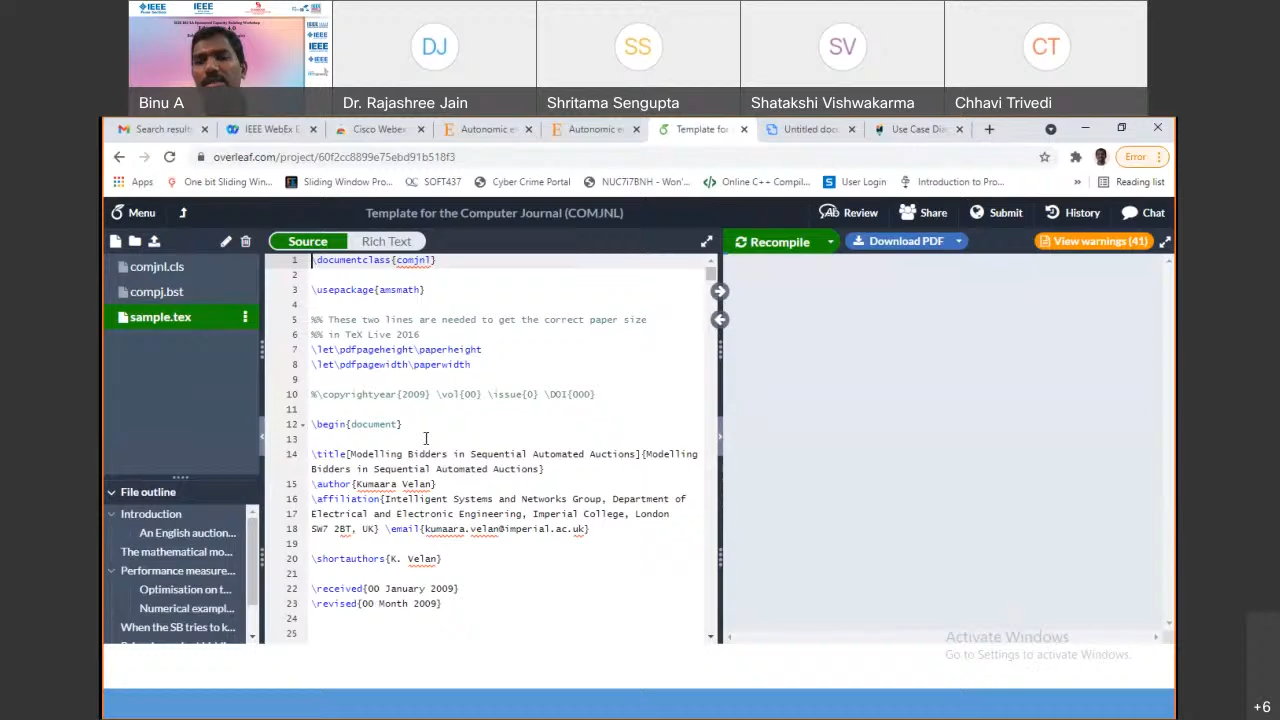 IEEE
IEEE
4.0
IEEE
IEEE
IEEE
DJ
SS
SV
CT
Binu A
Dr. Rajashree Jain
Shritama Sengupta
Shatakshi Vishwakarma
Chhavi Trivedi
Search results
IEEE WebEx E
Cisco Webex
Autonomic e
Autonomic e
Template for
Untitled docu
Use Case Dia
overleaf.com/project/60f2cc8899e75ebd91b518f3
Error
Apps
One bit Sliding Win...
Sliding Window Pro...
QC SOFT437
Cyber Crime Portal
NUC7i7BNH - Won'...
Online C++ Compil...
User Login
Introduction to Pro...
»
Reading list
Menu
Template for the Computer Journal (COMJNL)
Review
Share
Submit
History
Chat
Source
Rich Text
Recompile
Download PDF
View warnings (41)
comjnl.cls
compj.bst
sample.tex
File outline
Introduction
An English auction...
The mathematical mo...
Performance measure...
Optimisation on t...
Numerical exampl...
When the SB tries to k...
1 \documentclass{comjnl}
2
3 \usepackage{amsmath}
4
5 %% These two lines are needed to get the correct paper size
6 %% in TeX Live 2016
7 \let\pdfpageheight\paperheight
8 \let\pdfpagewidth\paperwidth
9
10 %\copyrightyear{2009} \vol{00} \issue{0} \DOI{000}
11
12 \begin{document}
13
14 \title[Modelling Bidders in Sequential Automated Auctions]{Modelling
Bidders in Sequential Automated Auctions}
15 \author{Kumaara Velan}
16 \affiliation{Intelligent Systems and Networks Group, Department of
17 Electrical and Electronic Engineering, Imperial College, London
18 SW7 2BT, UK} \email{kumaara.velan@imperial.ac.uk}
19
20 \shortauthors{K. Velan}
21
22 \received{00 January 2009}
23 \revised{00 Month 2009}
24
25
Activate Windows
Go to Settings to activate Windows.
+6